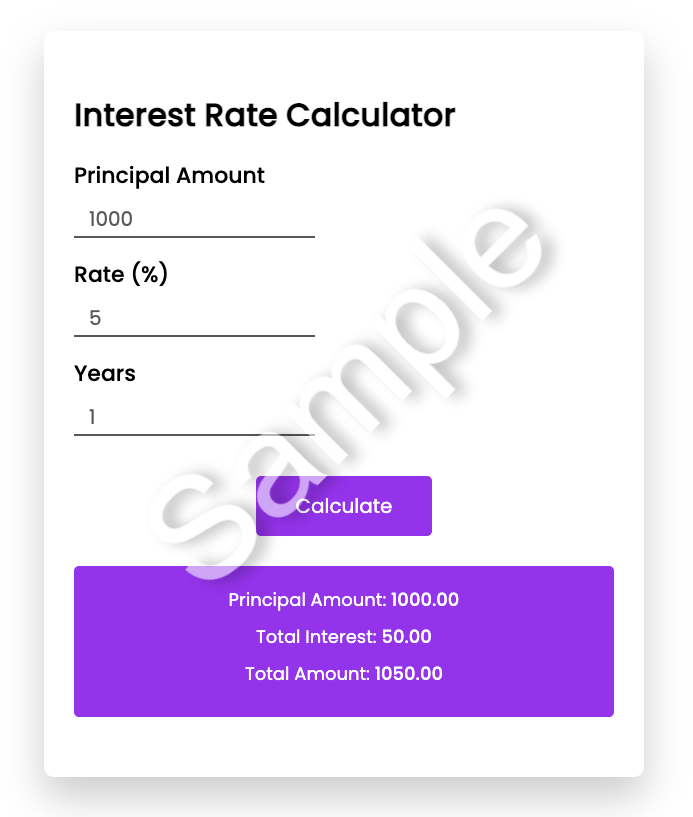 Interest Rate Calculator
Principal Amount
1000
Rate (%)
5
Years
1
Calculate
Principal Amount: 1000.00
Total Interest: 50.00
Total Amount: 1050.00
Sample